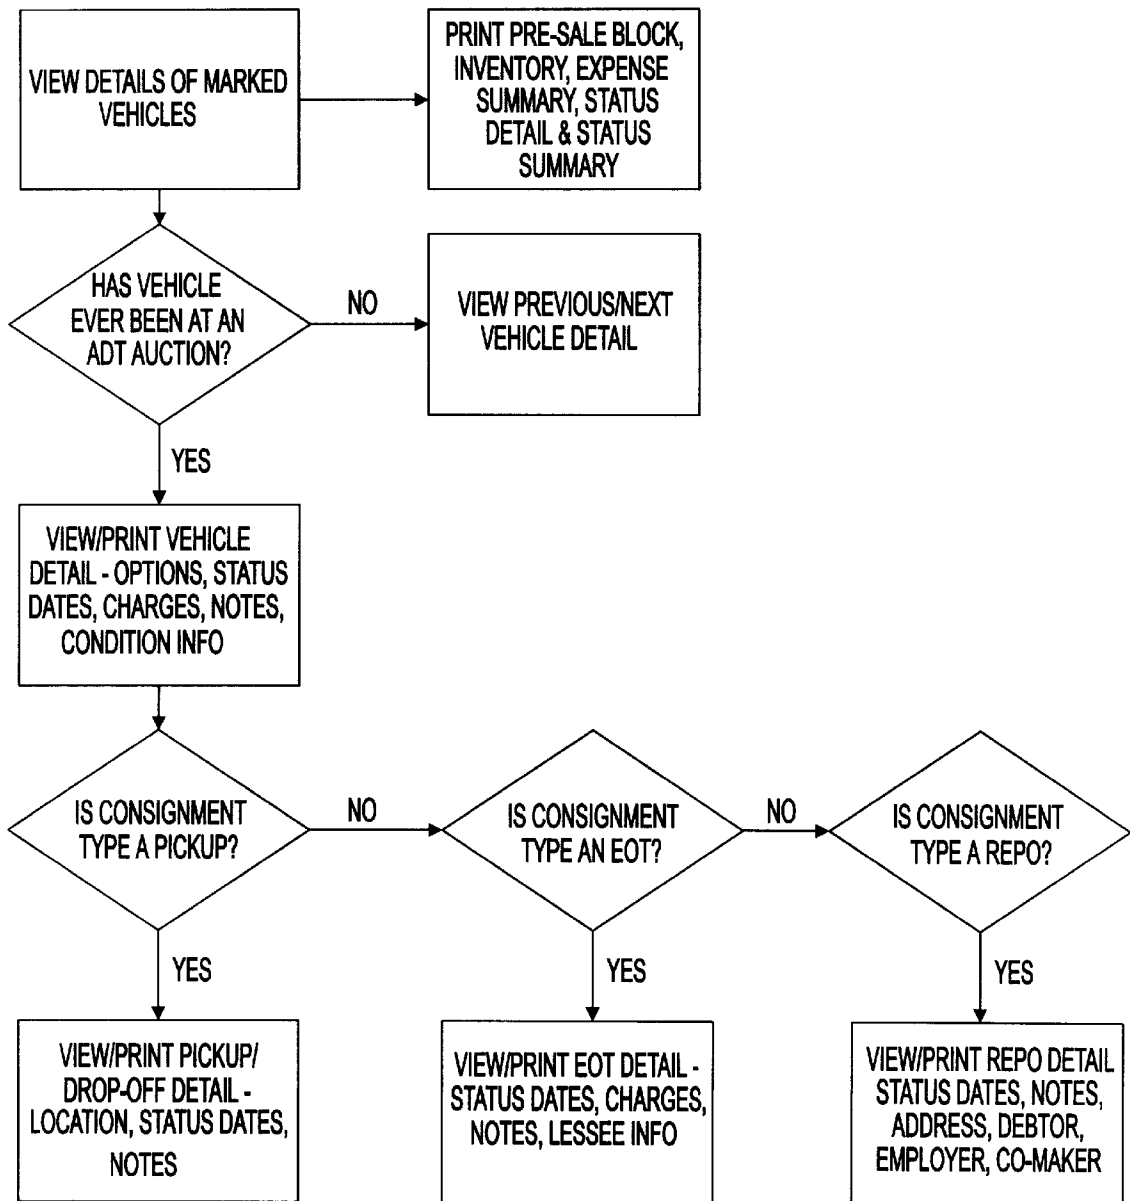 VIEW DETAILS OF MARKED
VEHICLES
PRINT PRE-SALE BLOCK,
INVENTORY, EXPENSE
SUMMARY, STATUS
DETAIL & STATUS
SUMMARY
HAS VEHICLE
EVER BEEN AT AN
ADT AUCTION?
NO
VIEW PREVIOUS/NEXT
VEHICLE DETAIL
YES
VIEW/PRINT VEHICLE
DETAIL - OPTIONS, STATUS
DATES, CHARGES, NOTES,
CONDITION INFO
IS CONSIGNMENT
TYPE A PICKUP?
NO
IS CONSIGNMENT
TYPE AN EOT?
NO
IS CONSIGNMENT
TYPE A REPO?
YES
YES
YES
VIEW/PRINT PICKUP/
DROP-OFF DETAIL -
LOCATION, STATUS DATES,
NOTES
VIEW/PRINT EOT DETAIL -
STATUS DATES, CHARGES,
NOTES, LESSEE INFO
VIEW/PRINT REPO DETAIL
STATUS DATES, NOTES,
ADDRESS, DEBTOR,
EMPLOYER, CO-MAKER